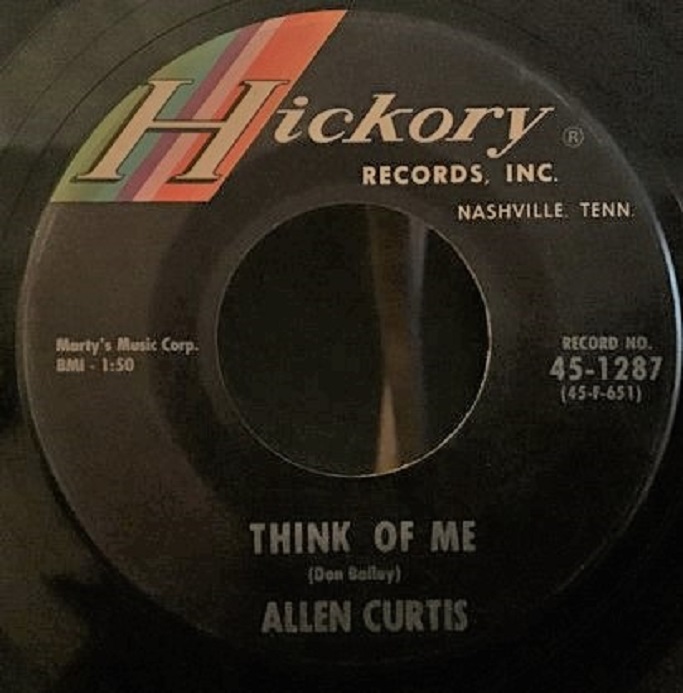 Hickory ®
RECORDS, INC.
NASHVILLE, TENN.
Marty's Music Corp.
BMI - 1:50
RECORD NO.
45-1287
(45-F-651)
THINK OF ME
(Don Bailey)
ALLEN CURTIS